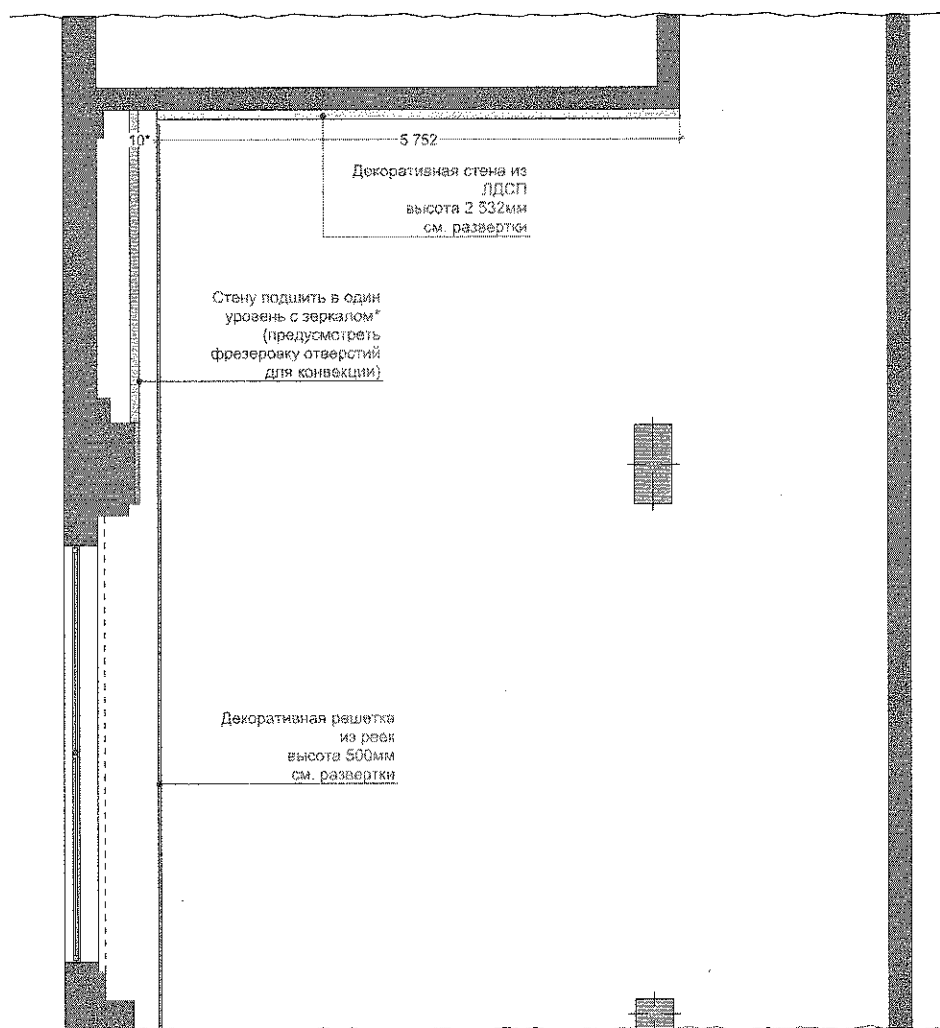 10*
5 752
Декоративная стена из
ЛДСП
высота 2 532мм
см. развертки
Стену подшить в один
уровень с зеркалом*
(предусмотреть
фрезеровку отверстий
для конвекции)
Декоративная решетка
из реек
высота 500мм
см. развертки